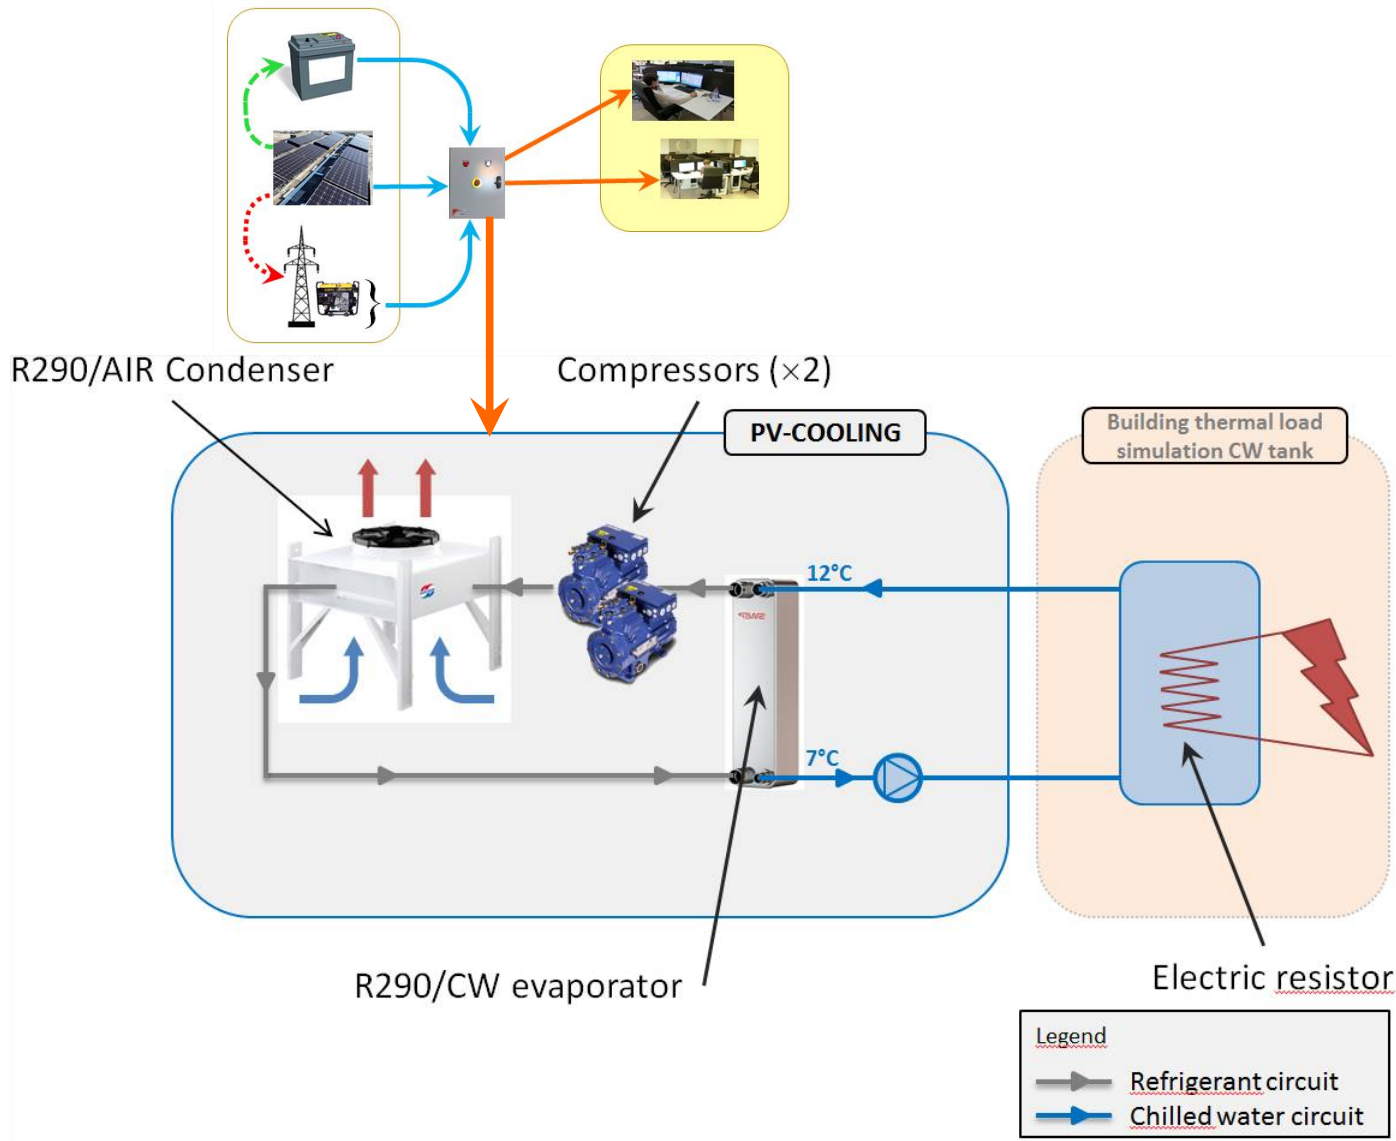 R290/AIR Condenser
Compressors (×2)
PV-COOLING
Building thermal load
simulation CW tank
12°C
7°C
R290/CW evaporator
Electric resistor
Legend
Refrigerant circuit
Chilled water circuit